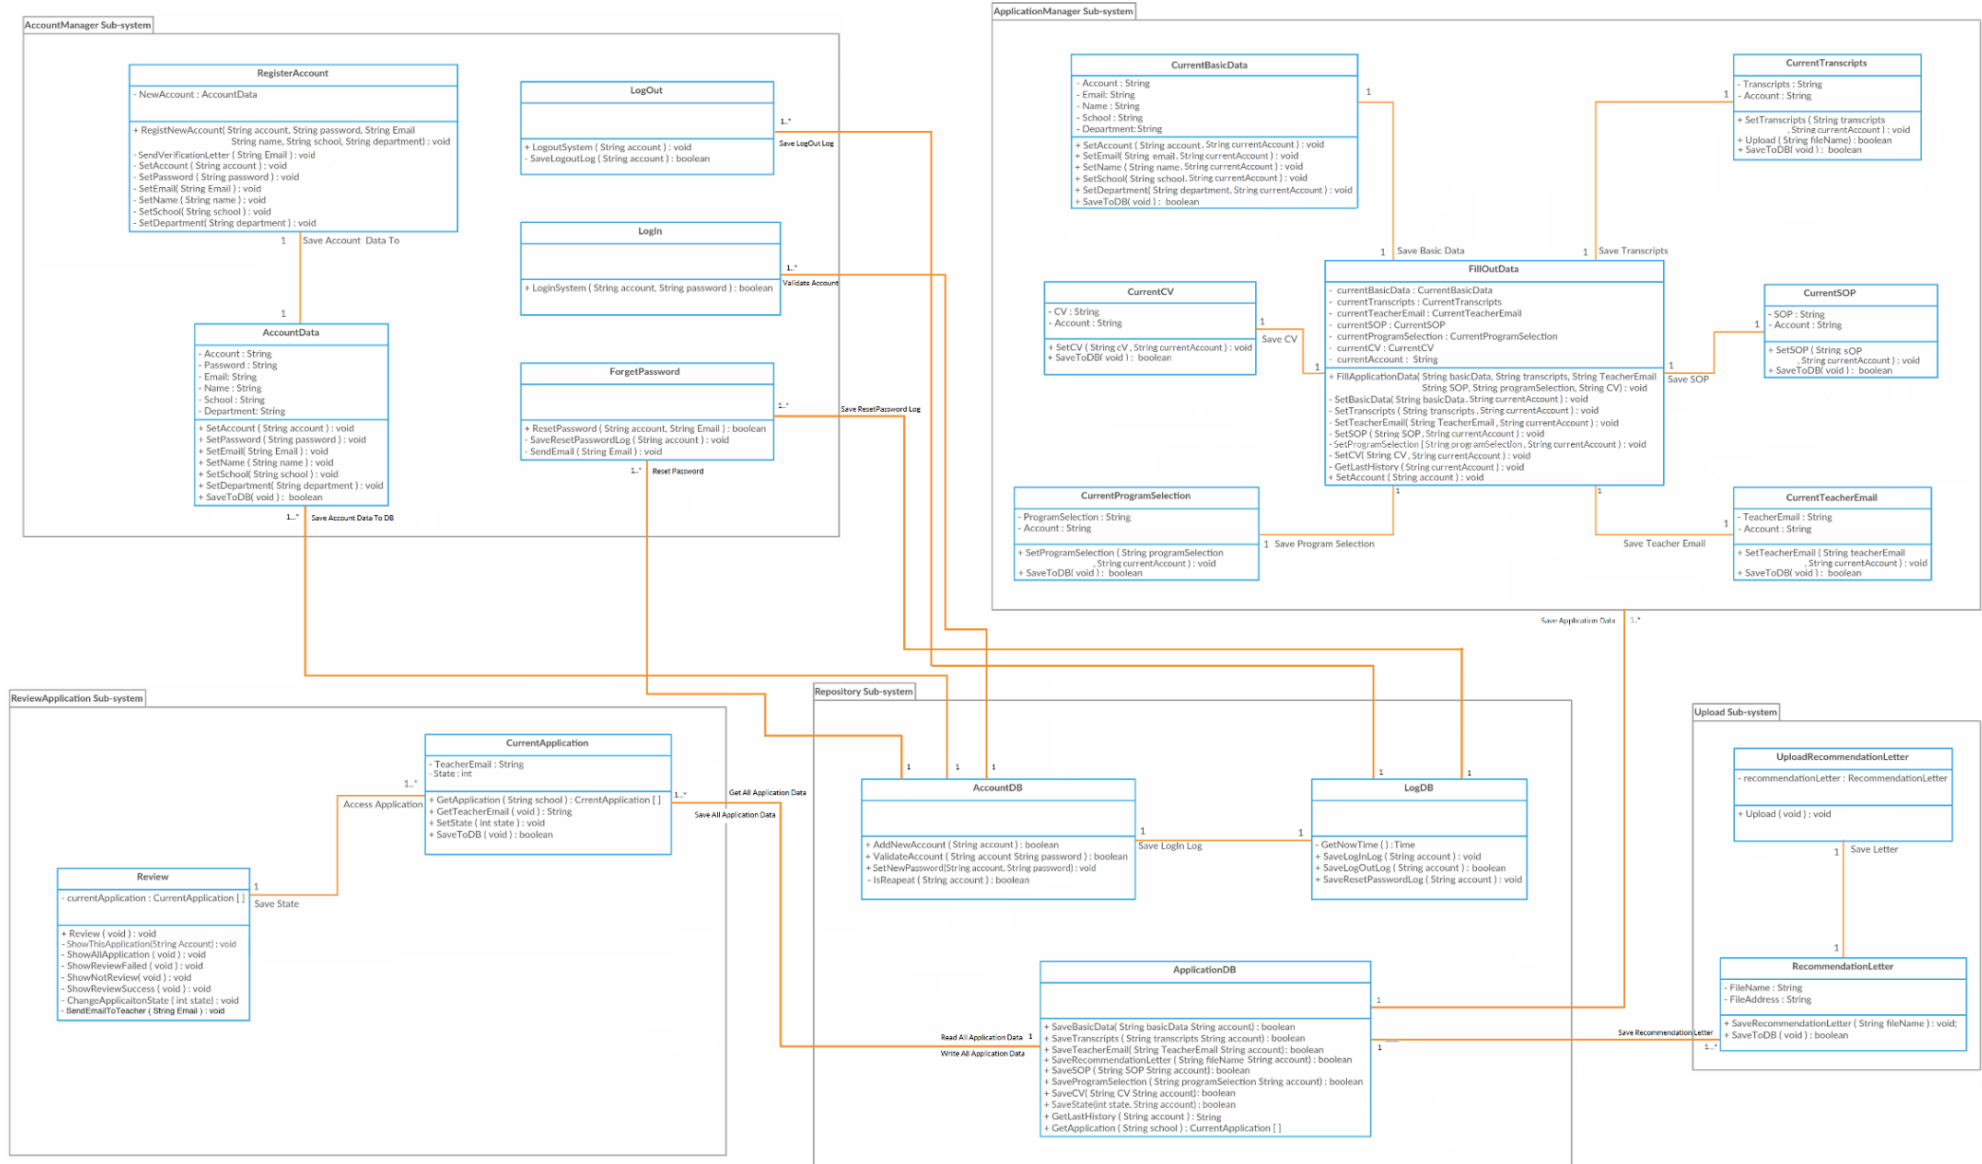 AccountManager Sub-system
RegisterAccount
- NewAccount : AccountData
+ RegistNewAccount( String account, String password, String Email
String name, String school, String department) : void
- SendVerificationLetter ( String Email ) : void
- SetAccount ( String account ) : void
- SetPassword ( String password ) : void
- SetEmail( String Email ) : void
- SetName ( String name ) : void
- SetSchool( String school ) : void
- SetDepartment( String department ) : void
1 Save Account Data To
1
AccountData
- Account : String
- Password : String
- Email: String
- Name : String
- School : String
- Department: String
+ SetAccount ( String account ) : void
+ SetPassword ( String password ) : void
+ SetEmail( String Email ) : void
+ SetName ( String name ) : void
+ SetSchool( String school ) : void
+ SetDepartment( String department ) : void
+ SaveToDB( void ) : boolean
1..* Save Account Data To DB
LogOut
+ LogoutSystem ( String account ) : void
- SaveLogoutLog ( String account ) : boolean
1..*
Save LogOut Log
LogIn
+ LoginSystem ( String account, String password ) : boolean
1..*
Validate Account
ForgetPassword
+ ResetPassword ( String account, String Email ) : boolean
- SaveResetPasswordLog ( String account ) : void
- SendEmail ( String Email ) : void
1..*
Save ResetPassword Log
1..* Reset Password
ApplicationManager Sub-system
CurrentBasicData
- Account : String
- Email: String
- Name : String
- School : String
- Department: String
+ SetAccount ( String account, String currentAccount ) : void
+ SetEmail( String email, String currentAccount ) : void
+ SetName ( String name, String currentAccount ) : void
+ SetSchool( String school, String currentAccount ) : void
+ SetDepartment( String department, String currentAccount ) : void
+ SaveToDB( void ) : boolean
1
1 Save Basic Data
CurrentTranscripts
- Transcripts : String
- Account : String
+ SetTranscripts ( String transcripts
, String currentAccount ) : void
+ Upload ( String fileName) : boolean
+ SaveToDB( void ) : boolean
1
1 Save Transcripts
CurrentCV
- CV : String
- Account : String
+ SetCV ( String cV , String currentAccount ) : void
+ SaveToDB( void ) : boolean
1
Save CV
1
FillOutData
- currentBasicData : CurrentBasicData
- currentTranscripts : CurrentTranscripts
- currentTeacherEmail : CurrentTeacherEmail
- currentSOP : CurrentSOP
- currentProgramSelection : CurrentProgramSelection
- currentCV : CurrentCV
- currentAccount : String
+ FillApplicationData( String basicData, String transcripts, String TeacherEmail
String SOP, String programSelection, String CV) : void
- SetBasicData( String basicData, String currentAccount ) : void
- SetTranscripts ( String transcripts, String currentAccount ) : void
- SetTeacherEmail( String TeacherEmail , String currentAccount ) : void
- SetSOP ( String SOP, String currentAccount ) : void
- SetProgramSelection ( String programSelection , String currentAccount ) : void
- SetCV( String CV , String currentAccount ) : void
- GetLastHistory ( String currentAccount ) : void
+ SetAccount ( String account ) : void
CurrentSOP
- SOP : String
- Account : String
+ SetSOP ( String sOP
, String currentAccount ) : void
+ SaveToDB( void ) : boolean
1
1
Save SOP
CurrentProgramSelection
- ProgramSelection : String
- Account : String
+ SetProgramSelection ( String programSelection
, String currentAccount ) : void
+ SaveToDB( void ) : boolean
1
1 Save Program Selection
CurrentTeacherEmail
- TeacherEmail : String
- Account : String
+ SetTeacherEmail ( String teacherEmail
, String currentAccount ) : void
+ SaveToDB( void ) : boolean
1
1
Save Teacher Email
Save Application Data 1..*
ReviewApplication Sub-system
CurrentApplication
- TeacherEmail : String
- State : int
+ GetApplication ( String school ) : CrrentApplication [ ]
+ GetTeacherEmail ( void ) : String
+ SetState ( int state ) : void
+ SaveToDB ( void ) : boolean
1..*
Access Application
1..*
Get All Application Data
Save All Application Data
Review
- currentApplication : CurrentApplication [ ]
+ Review ( void ) : void
- ShowThisApplication(String Account) : void
- ShowAllApplication ( void ) : void
- ShowReviewFailed ( void ) : void
- ShowNotReview( void ) : void
- ShowReviewSuccess ( void ) : void
- ChangeApplicaitonState ( int state) : void
- SendEmailToTeacher ( String Email ) : void
1
Save State
Repository Sub-system
1 1 1
AccountDB
+ AddNewAccount ( String account ) : boolean
+ ValidateAccount ( String account String password ) : boolean
+ SetNewPassword(String account, String password) : void
- IsReapeat ( String account ) : boolean
1
Save LogIn Log
1
1 1
LogDB
- GetNowTime ( ) : Time
+ SaveLogInLog ( String account ) : void
+ SaveLogOutLog ( String account ) : boolean
+ SaveResetPasswordLog ( String account ) : void
ApplicationDB
+ SaveBasicData( String basicData String account) : boolean
+ SaveTranscripts ( String transcripts String account) : boolean
+ SaveTeacherEmail( String TeacherEmail String account): boolean
+ SaveRecommendationLetter ( String fileName String account) : boolean
+ SaveSOP ( String SOP String account): boolean
+ SaveProgramSelection ( String programSelection String account) : boolean
+ SaveCV( String CV String account): boolean
+ SaveState(int state, String account) : boolean
+ GetLastHistory ( String account ) : String
+ GetApplication ( String school ) : CurrentApplication [ ]
Read All Application Data 1
Write All Application Data
1
1
Save Recommendation Letter
1..*
Upload Sub-system
UploadRecommendationLetter
- recommendationLetter : RecommendationLetter
+ Upload ( void ) : void
1 Save Letter
1
RecommendationLetter
- FileName : String
- FileAddress : String
+ SaveRecommendationLetter ( String fileName ) : void;
+ SaveToDB ( void ) : boolean